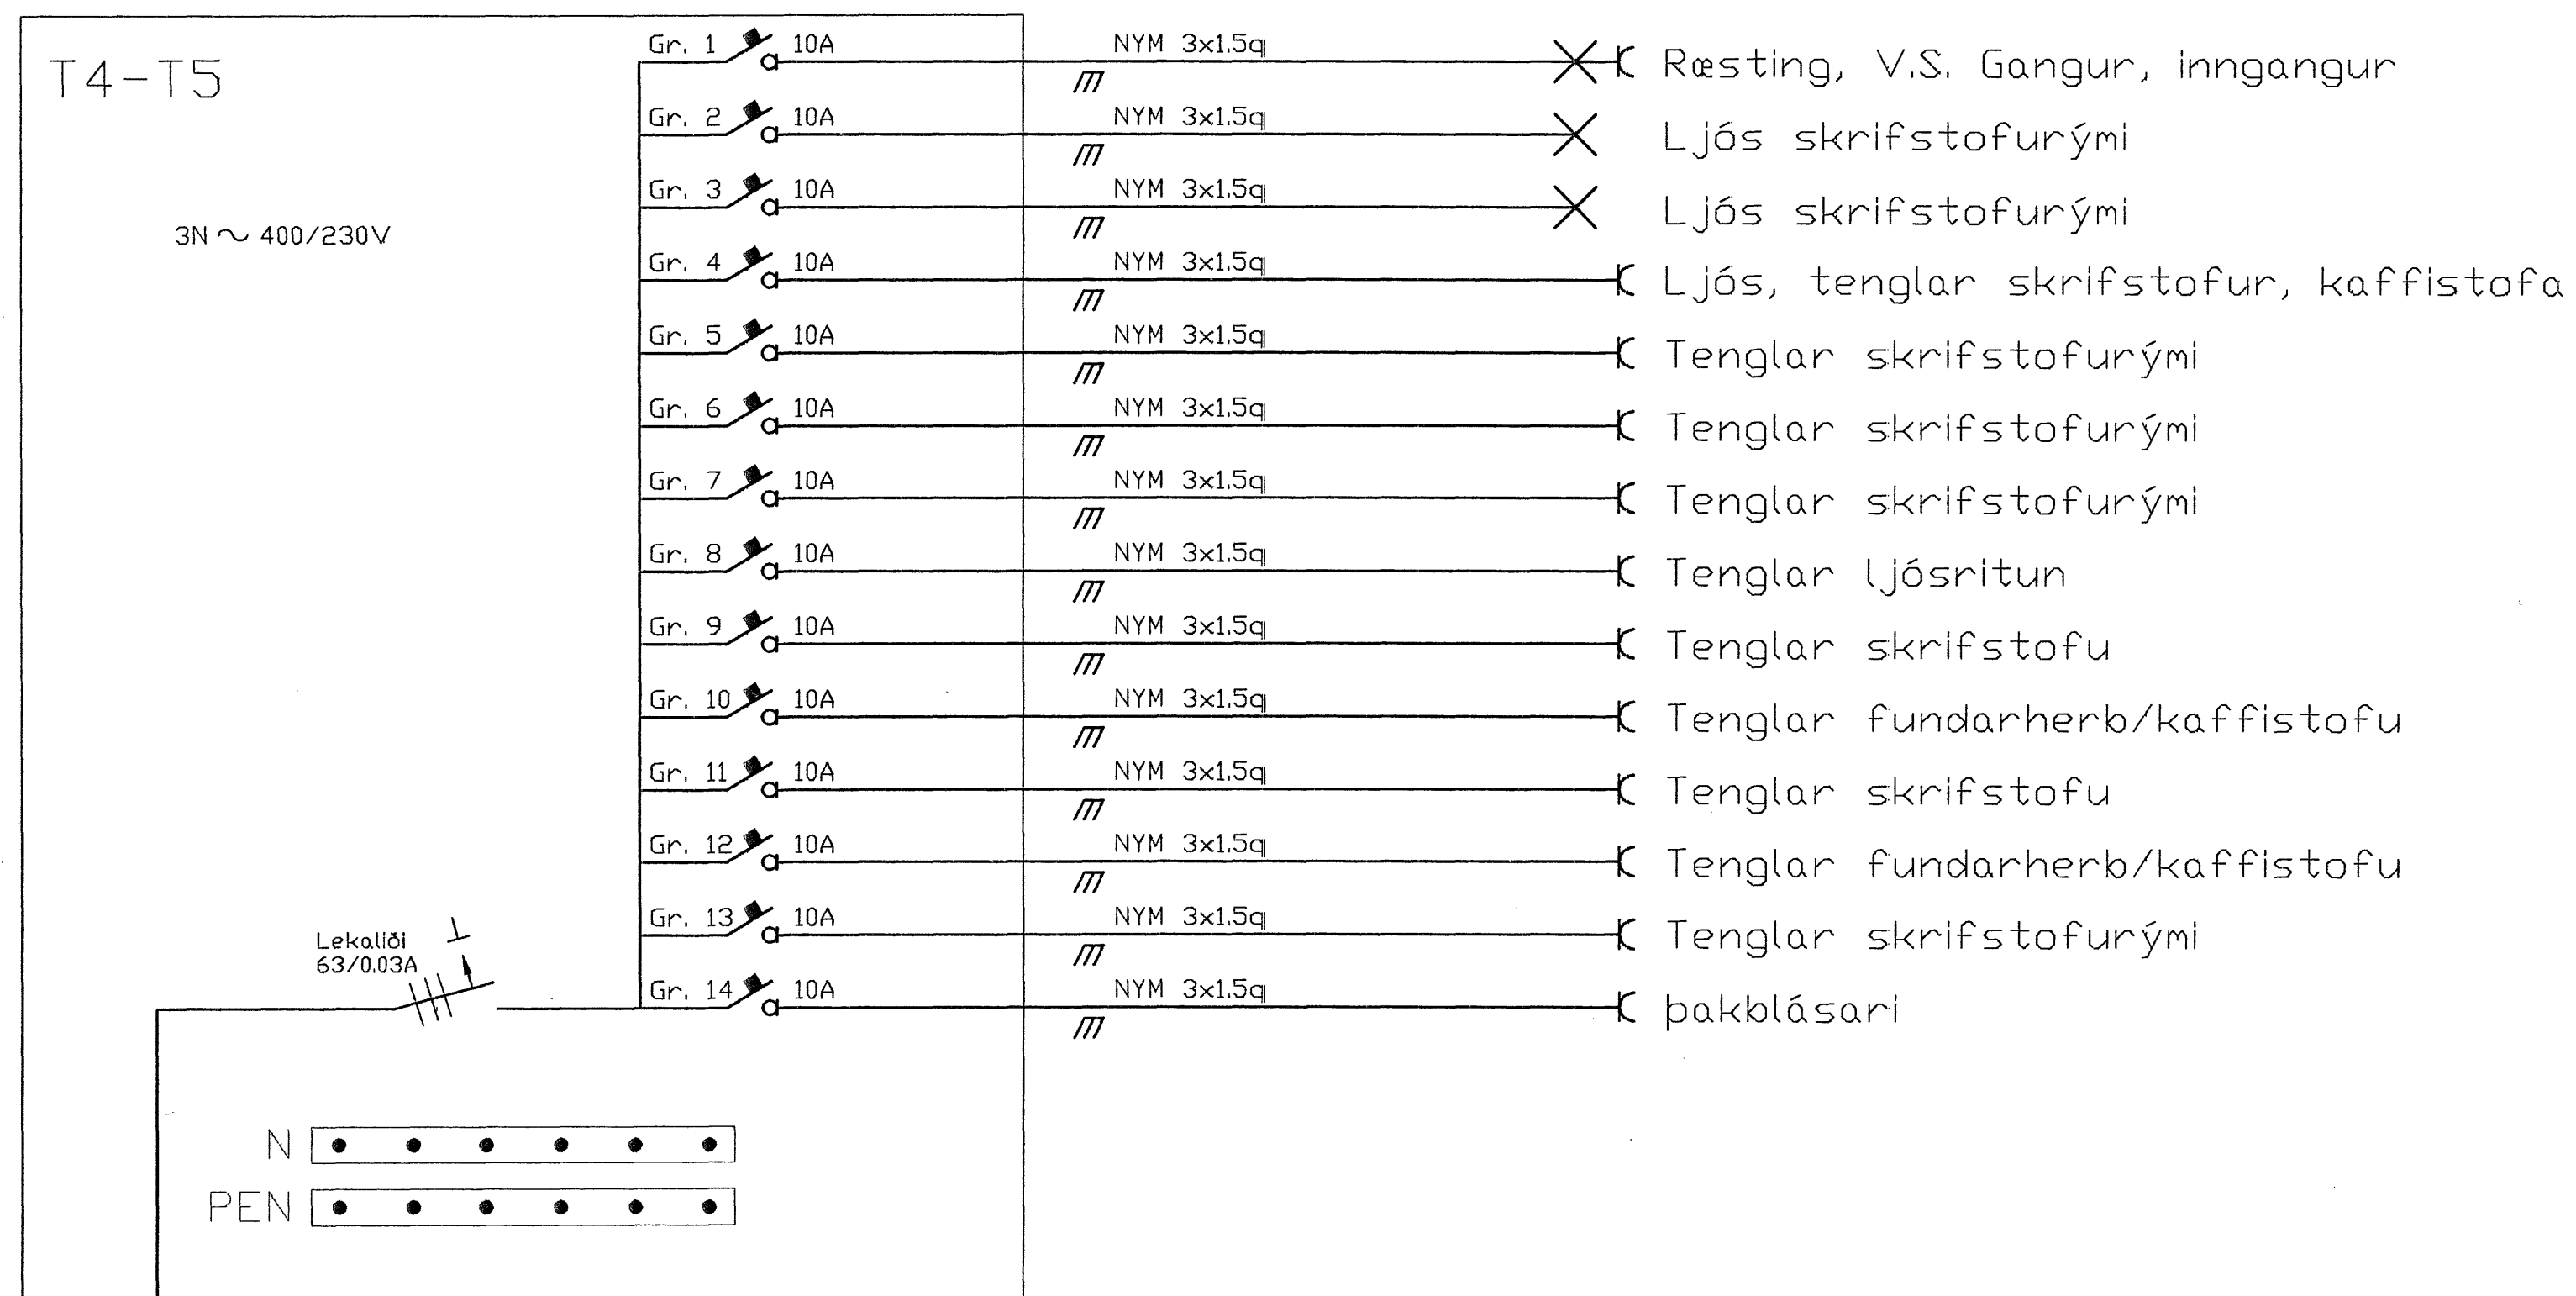 T4-T5
3N ~ 400/230V
Gr. 1 10A NYM 3x1.5q Ræsting, V.S. Gangur, inngangur
Gr. 2 10A NYM 3x1.5q Ljós skrifstofurými
Gr. 3 10A NYM 3x1.5q Ljós skrifstofurými
Gr. 4 10A NYM 3x1.5q Ljós, tenglar skrifstofur, kaffistofa
Gr. 5 10A NYM 3x1.5q Tenglar skrifstofurými
Gr. 6 10A NYM 3x1.5q Tenglar skrifstofurými
Gr. 7 10A NYM 3x1.5q Tenglar skrifstofurými
Gr. 8 10A NYM 3x1.5q Tenglar ljósritun
Gr. 9 10A NYM 3x1.5q Tenglar skrifstofu
Gr. 10 10A NYM 3x1.5q Tenglar fundarherb/kaffistofu
Gr. 11 10A NYM 3x1.5q Tenglar skrifstofu
Gr. 12 10A NYM 3x1.5q Tenglar fundarherb/kaffistofu
Gr. 13 10A NYM 3x1.5q Tenglar skrifstofurými
Gr. 14 10A NYM 3x1.5q þakblásari
Lekaliði
63/0.03A
N
PEN